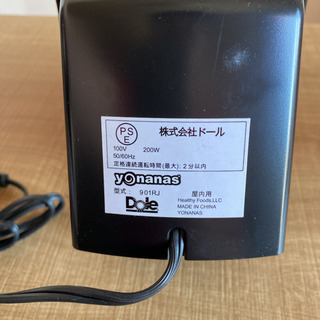 PS
E
株式会社ドール
100V 200W
50/60Hz
定格連続運転時間(最大): 2分以内
yonanas
型式: 901RJ 屋内用
Dole
Healthy Foods,LLC
MADE IN CHINA
YONANAS